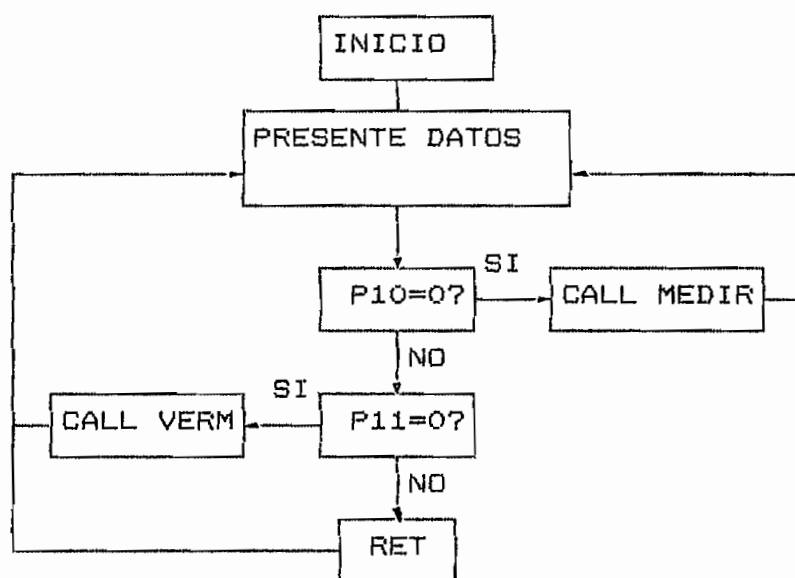 INICIO
PRESENTE DATOS
SI
P10=0?
CALL MEDIR
NO
SI
CALL VERM
P11=0?
NO
RET